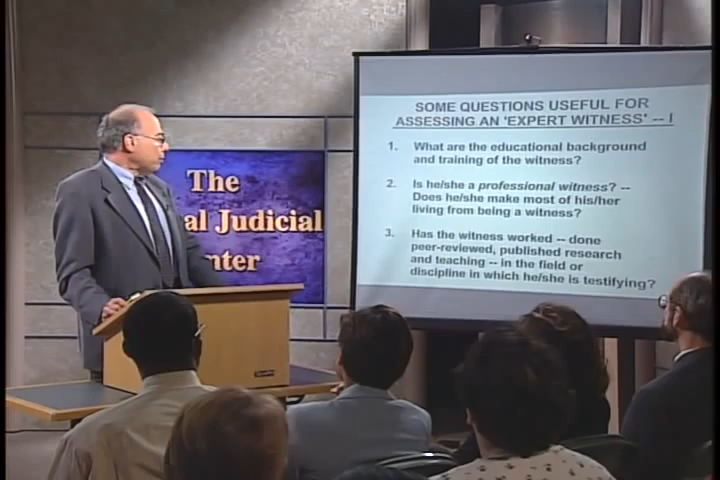 The
al Judicial
nter
SOME QUESTIONS USEFUL FOR
ASSESSING AN 'EXPERT WITNESS' -- I
1. What are the educational background
and training of the witness?
2. Is he/she a professional witness? --
Does he/she make most of his/her
living from being a witness?
3. Has the witness worked -- done
peer-reviewed, published research
and teaching -- in the field or
discipline in which he/she is testifying?